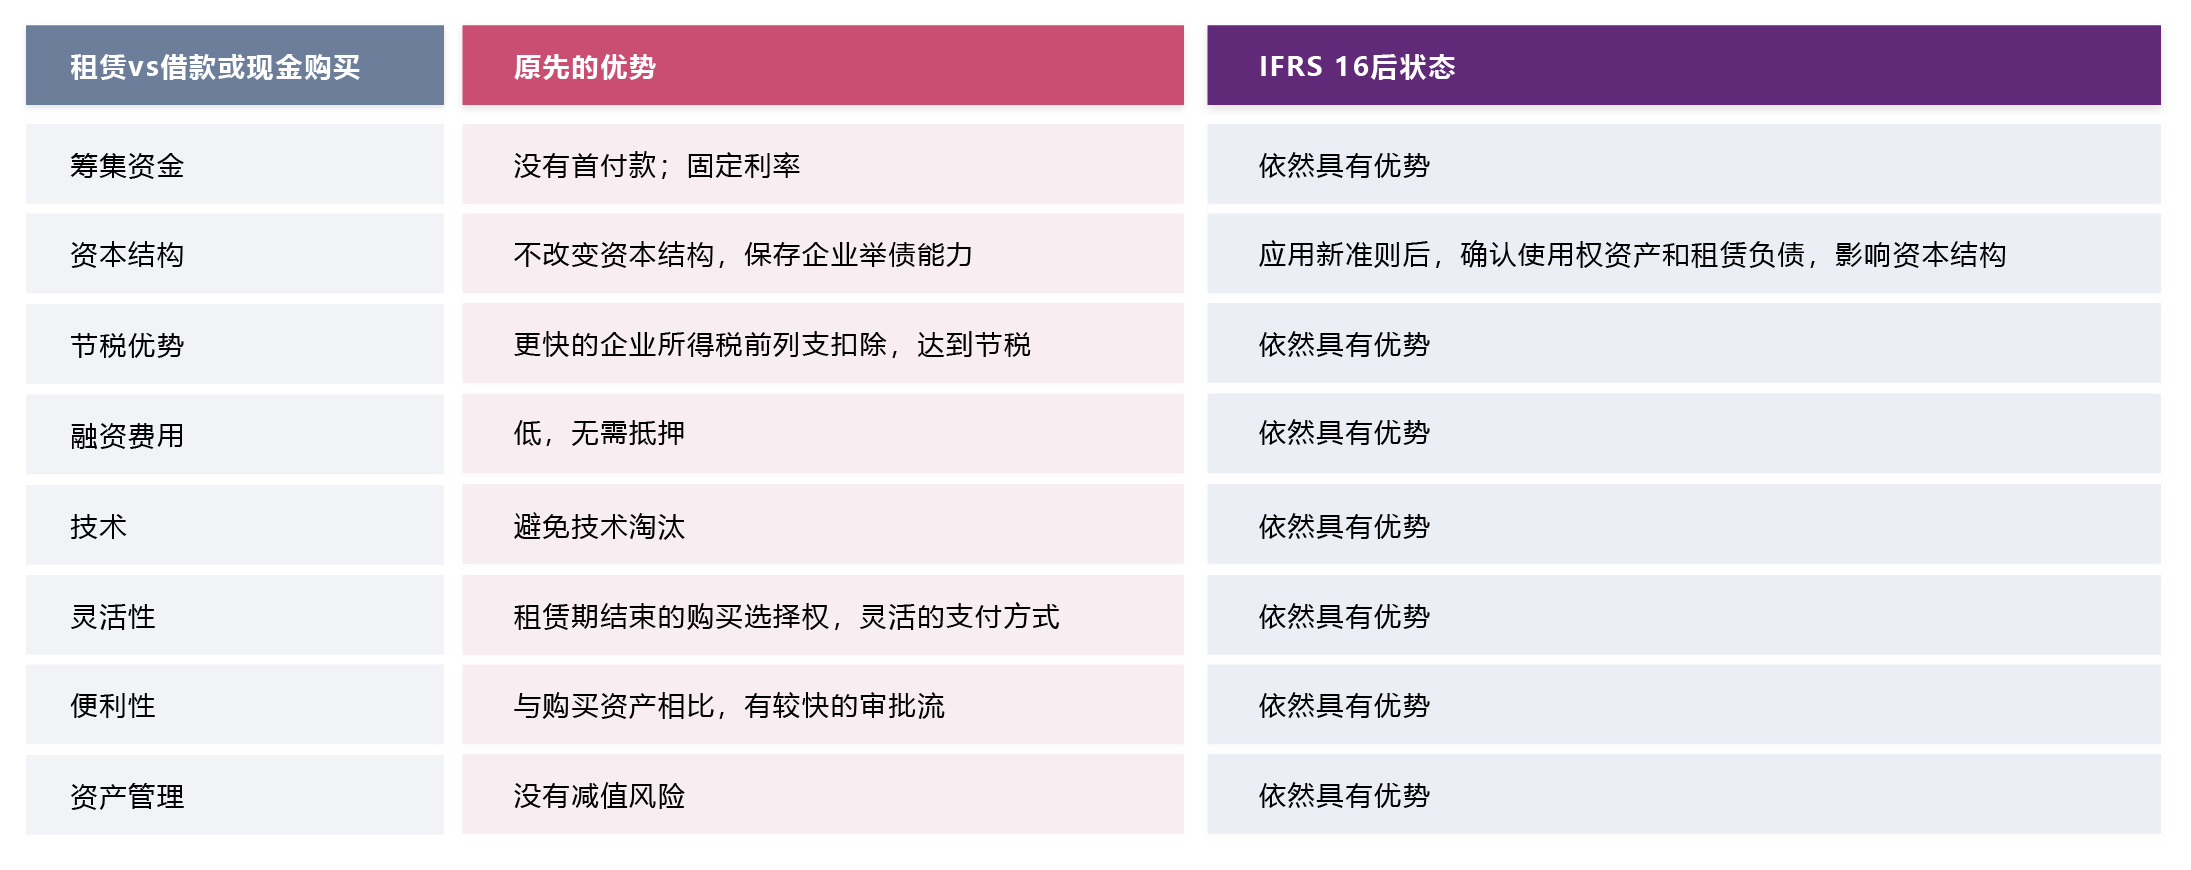 租赁vs借款或现金购买
原先的优势
IFRS 16后状态
筹集资金
没有首付款；固定利率
依然具有优势
资本结构
不改变资本结构，保存企业举债能力
应用新准则后，确认使用权资产和租赁负债，影响资本结构
节税优势
更快的企业所得税前列支扣除，达到节税
依然具有优势
融资费用
低，无需抵押
依然具有优势
技术
避免技术淘汰
依然具有优势
灵活性
租赁期结束的购买选择权，灵活的支付方式
依然具有优势
便利性
与购买资产相比，有较快的审批流
依然具有优势
资产管理
没有减值风险
依然具有优势